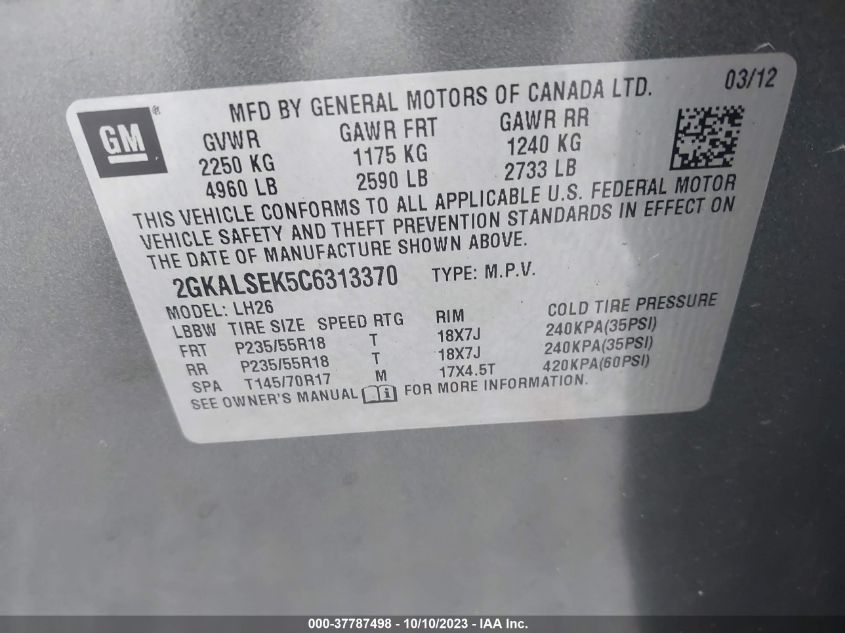 MFD BY GENERAL MOTORS OF CANADA LTD. 03/12
GM®
GVWR GAWR FRT GAWR RR
2250 KG 1175 KG 1240 KG
4960 LB 2590 LB 2733 LB
THIS VEHICLE CONFORMS TO ALL APPLICABLE U.S. FEDERAL MOTOR
VEHICLE SAFETY AND THEFT PREVENTION STANDARDS IN EFFECT ON
THE DATE OF MANUFACTURE SHOWN ABOVE.
2GKALSEK5C6313370 TYPE: M.P.V.
MODEL: LH26
LBBW TIRE SIZE SPEED RTG RIM COLD TIRE PRESSURE
FRT P235/55R18 T 18X7J 240KPA(35PSI)
RR P235/55R18 T 18X7J 240KPA(35PSI)
SPA T145/70R17 M 17X4.5T 420KPA(60PSI)
SEE OWNER'S MANUAL FOR MORE INFORMATION.
000-37787498 - 10/10/2023 - IAA Inc.